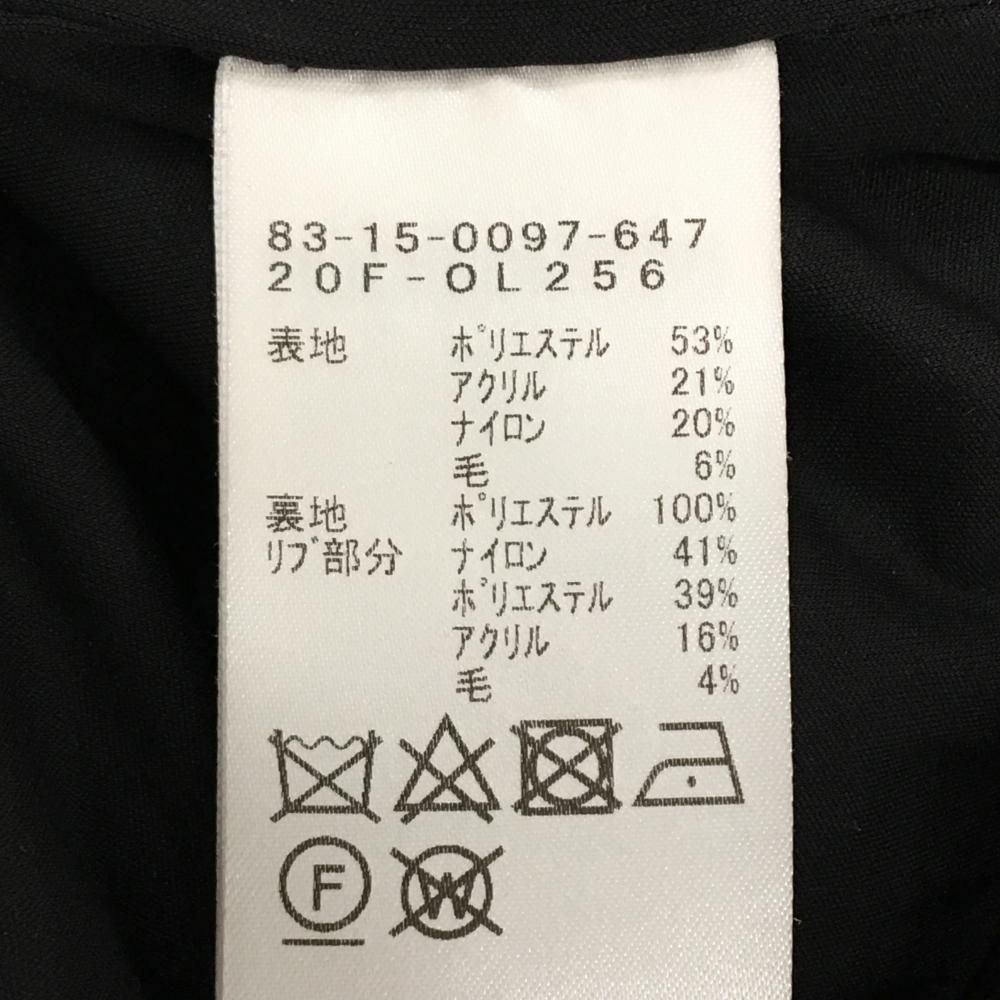 83-15-0097-647
20F-OL256
表地 ポリエステル 53%
アクリル 21%
ナイロン 20%
毛 6%
裏地 ポリエステル 100%
リブ部分 ナイロン 41%
ポリエステル 39%
アクリル 16%
毛 4%
F W